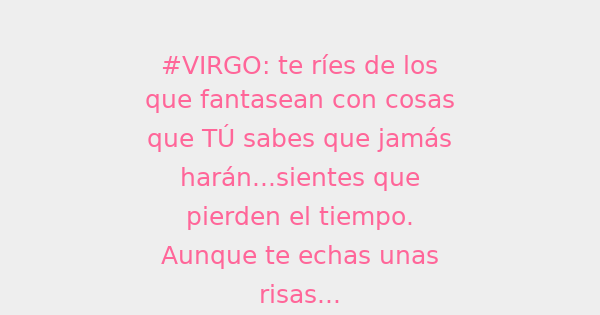 #VIRGO: te ríes de los
que fantasean con cosas
que TÚ sabes que jamás
harán...sientes que
pierden el tiempo.
Aunque te echas unas
risas...